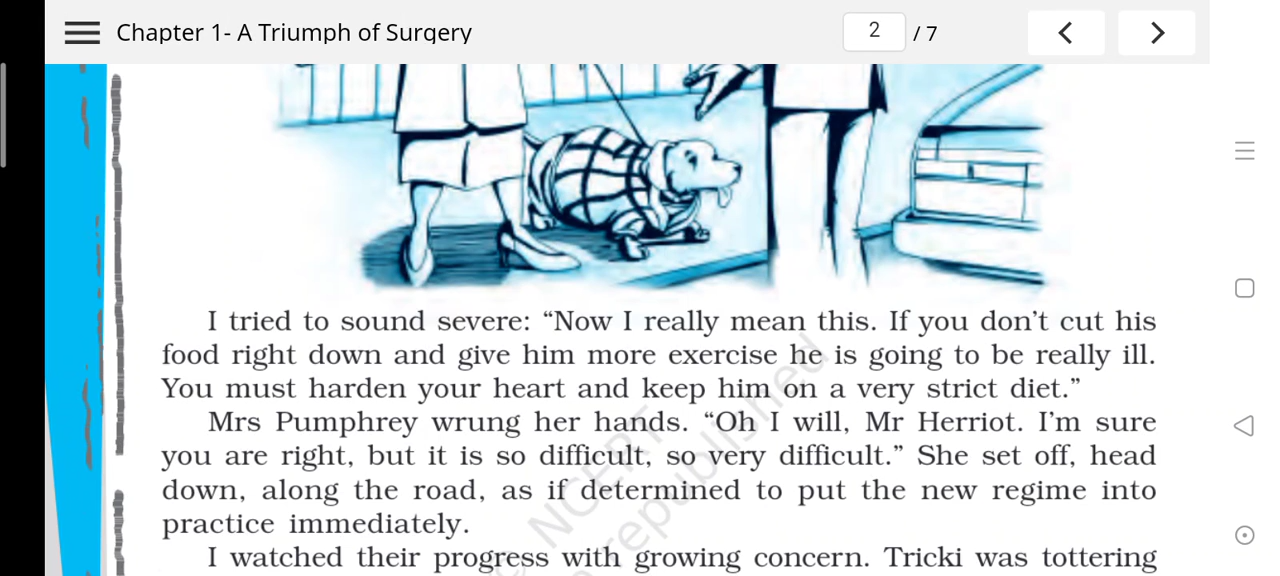 Chapter 1- A Triumph of Surgery
2 / 7
I tried to sound severe: “Now I really mean this. If you don’t cut his
food right down and give him more exercise he is going to be really ill.
You must harden your heart and keep him on a very strict diet.”
Mrs Pumphrey wrung her hands. “Oh I will, Mr Herriot. I’m sure
you are right, but it is so difficult, so very difficult.” She set off, head
down, along the road, as if determined to put the new regime into
practice immediately.
I watched their progress with growing concern. Tricki was tottering
NCERT
republished